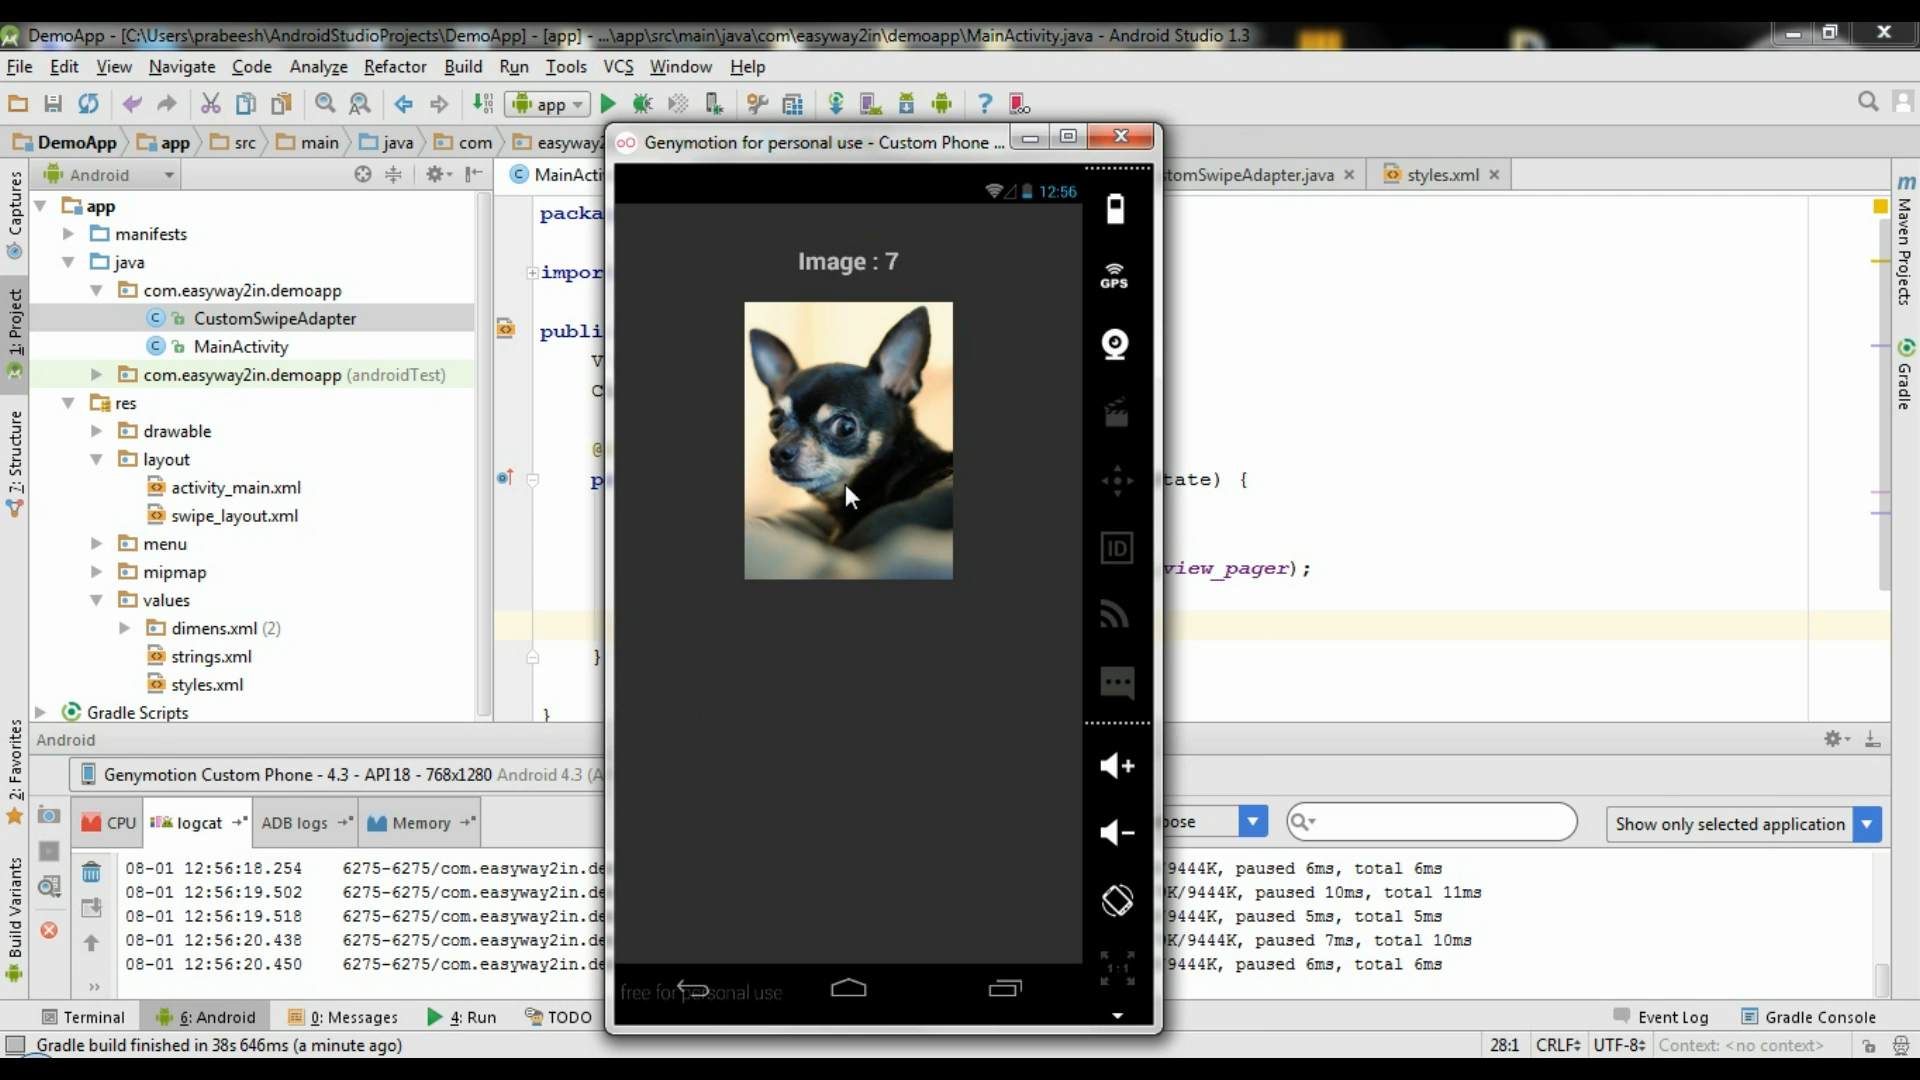 DemoApp - [C:\Users\prabeesh\AndroidStudioProjects\DemoApp] - [app] - ...\app\src\main\java\com\easyway2in\demoapp\MainActivity.java - Android Studio 1.3
File Edit View Navigate Code Analyze Refactor Build Run Tools VCS Window Help
app
DemoApp app src main java com easyway2
Genymotion for personal use - Custom Phone ...
Android
MainActi
tomSwipeAdapter.java
styles.xml
Captures
1: Project
7: Structure
2: Favorites
Build Variants
m Maven Projects
Gradle
app
manifests
java
com.easyway2in.demoapp
CustomSwipeAdapter
MainActivity
com.easyway2in.demoapp (androidTest)
res
drawable
layout
activity_main.xml
swipe_layout.xml
menu
mipmap
values
dimens.xml (2)
strings.xml
styles.xml
Gradle Scripts
packa
impor
publi
V
C
@
p
tate) {
view_pager);
}
}
12:56
Image : 7
GPS
ID
1:1
free for personal use
Android
Genymotion Custom Phone - 4.3 - API 18 - 768x1280 Android 4.3 (A
CPU logcat ADB logs Memory
ose
Show only selected application
08-01 12:56:18.254 6275-6275/com.easyway2in.de
/9444K, paused 6ms, total 6ms
08-01 12:56:19.502 6275-6275/com.easyway2in.de
K/9444K, paused 10ms, total 11ms
08-01 12:56:19.518 6275-6275/com.easyway2in.de
/9444K, paused 5ms, total 5ms
08-01 12:56:20.438 6275-6275/com.easyway2in.de
K/9444K, paused 7ms, total 10ms
08-01 12:56:20.450 6275-6275/com.easyway2in.de
/9444K, paused 6ms, total 6ms
Terminal 6: Android 0: Messages 4: Run TODO
Event Log Gradle Console
Gradle build finished in 38s 646ms (a minute ago)
28:1 CRLF UTF-8 Context: <no context>